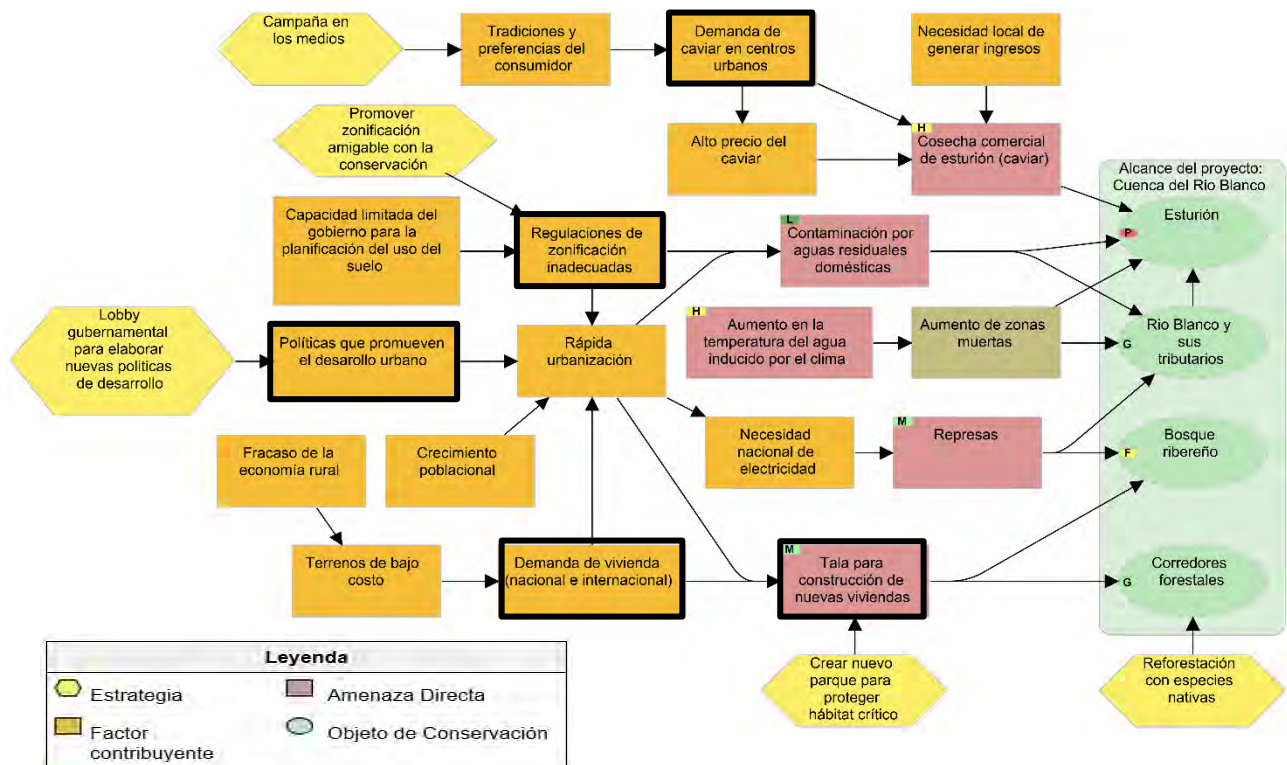 Campaña en
los medios
Tradiciones y
preferencias del
consumidor
Demanda de
caviar en centros
urbanos
Necesidad local de
generar ingresos
Promover
zonificación
amigable con la
conservación
Alto precio del
caviar
H
Cosecha comercial
de esturión (caviar)
Alcance del proyecto:
Cuenca del Rio Blanco
Esturión
P
Capacidad limitada del
gobierno para la
planificación del uso del
suelo
Regulaciones de
zonificación
inadecuadas
L
Contaminación por
aguas residuales
domésticas
Lobby
gubernamental
para elaborar
nuevas politicas
de desarrollo
Políticas que promueven
el desarollo urbano
Rápida
urbanización
H
Aumento en la
temperatura del agua
inducido por el clima
Aumento de zonas
muertas
Rio Blanco y
sus
tributarios
G
Fracaso de la
economía rural
Crecimiento
poblacional
Necesidad
nacional de
electricidad
M
Represas
Bosque
ribereño
F
Terrenos de bajo
costo
Demanda de vivienda
(nacional e internacional)
M
Tala para
construcción de
nuevas viviendas
Corredores
forestales
G
Crear nuevo
parque para
proteger
hábitat crítico
Reforestación
con especies
nativas
Leyenda
Estrategia
Amenaza Directa
Factor
contribuyente
Objeto de Conservación